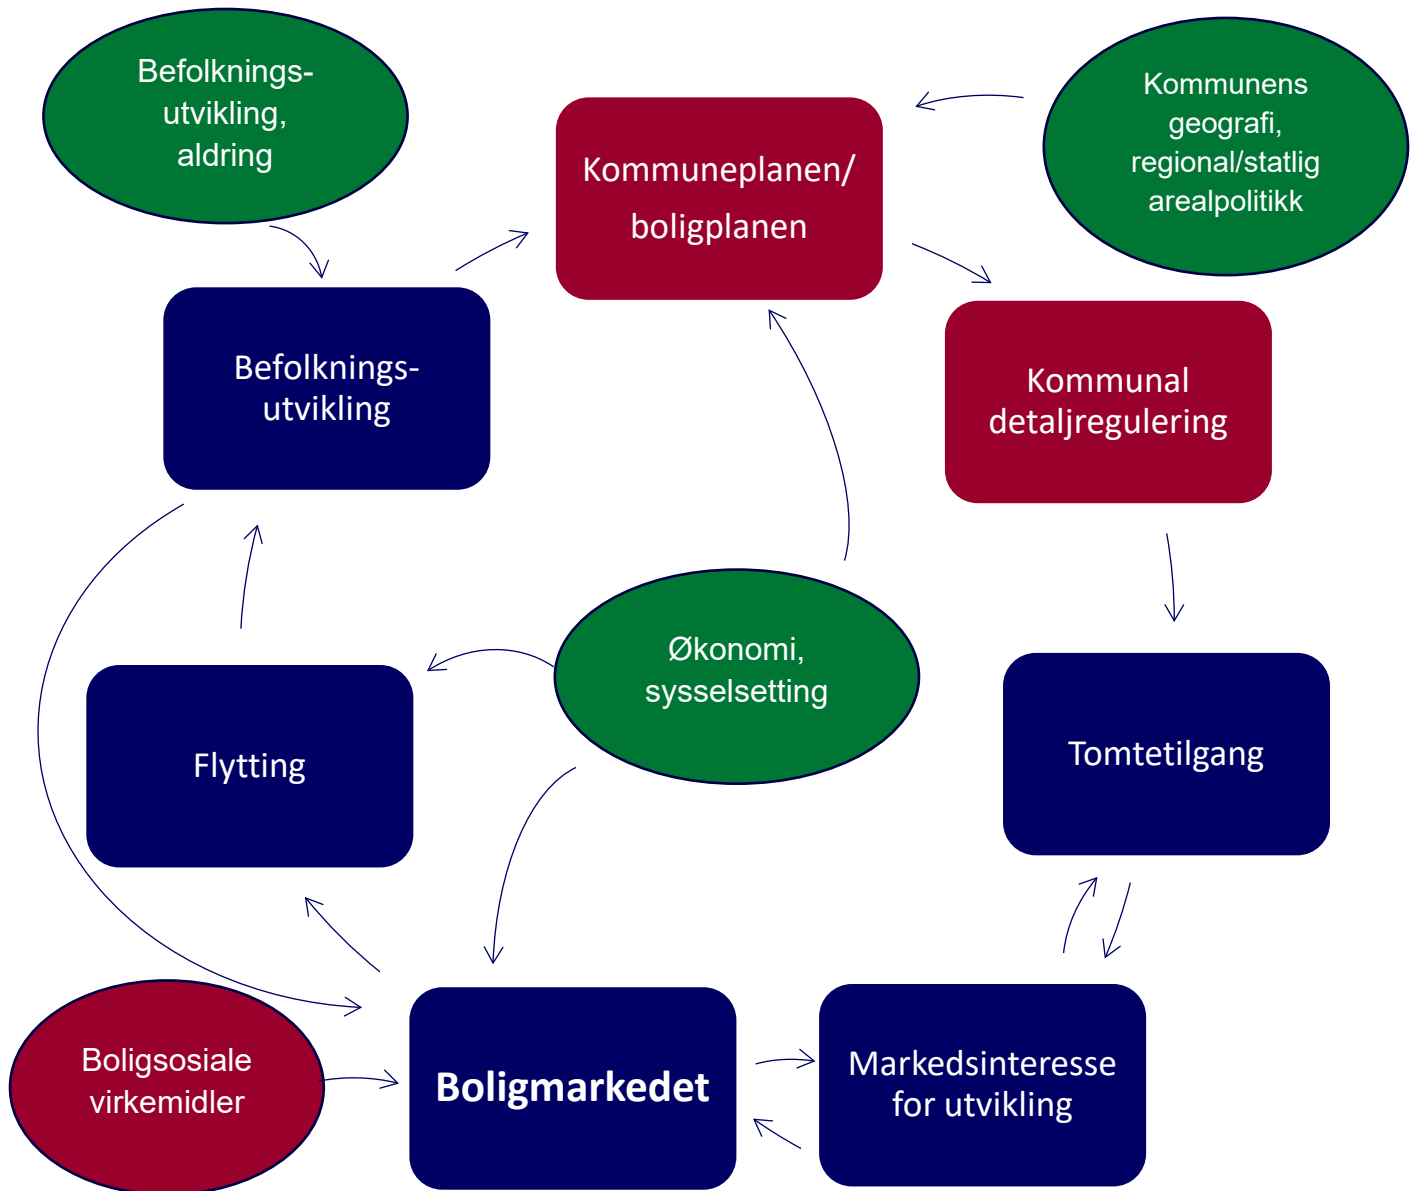 Befolknings-
utvikling,
aldring
Kommuneplanen/
boligplanen
Kommunens
geografi,
regional/statlig
arealpolitikk
Befolknings-
utvikling
Kommunal
detaljregulering
Økonomi,
sysselsetting
Flytting
Tomtetilgang
Boligsosiale
virkemidler
Boligmarkedet
Markedsinteresse
for utvikling